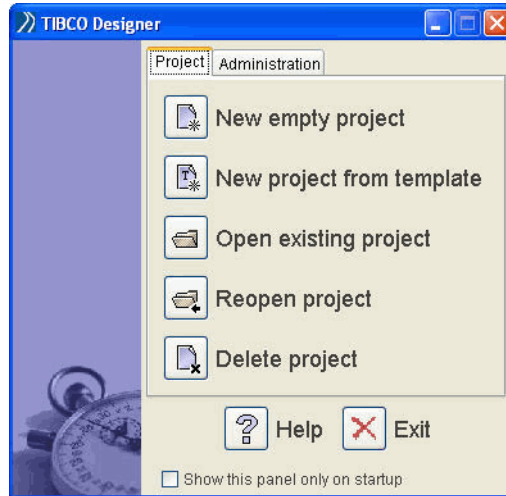 TIBCO Designer
Project Administration
New empty project
New project from template
Open existing project
Reopen project
Delete project
Help Exit
Show this panel only on startup